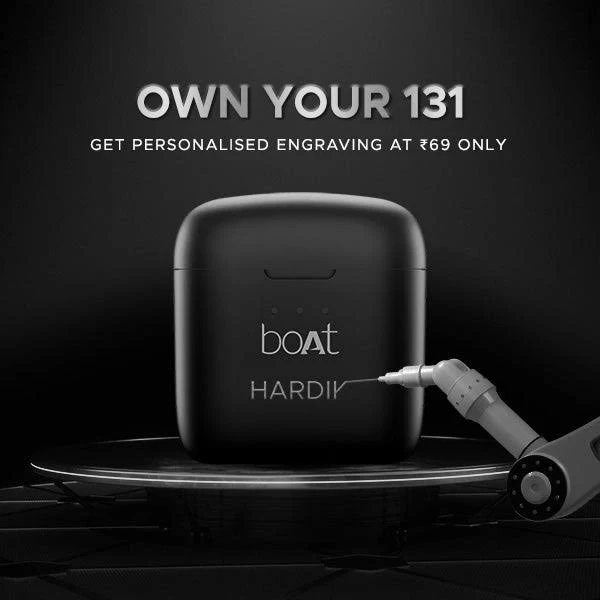 OWN YOUR 131
GET PERSONALISED ENGRAVING AT ₹69 ONLY
boAt
HARDIK